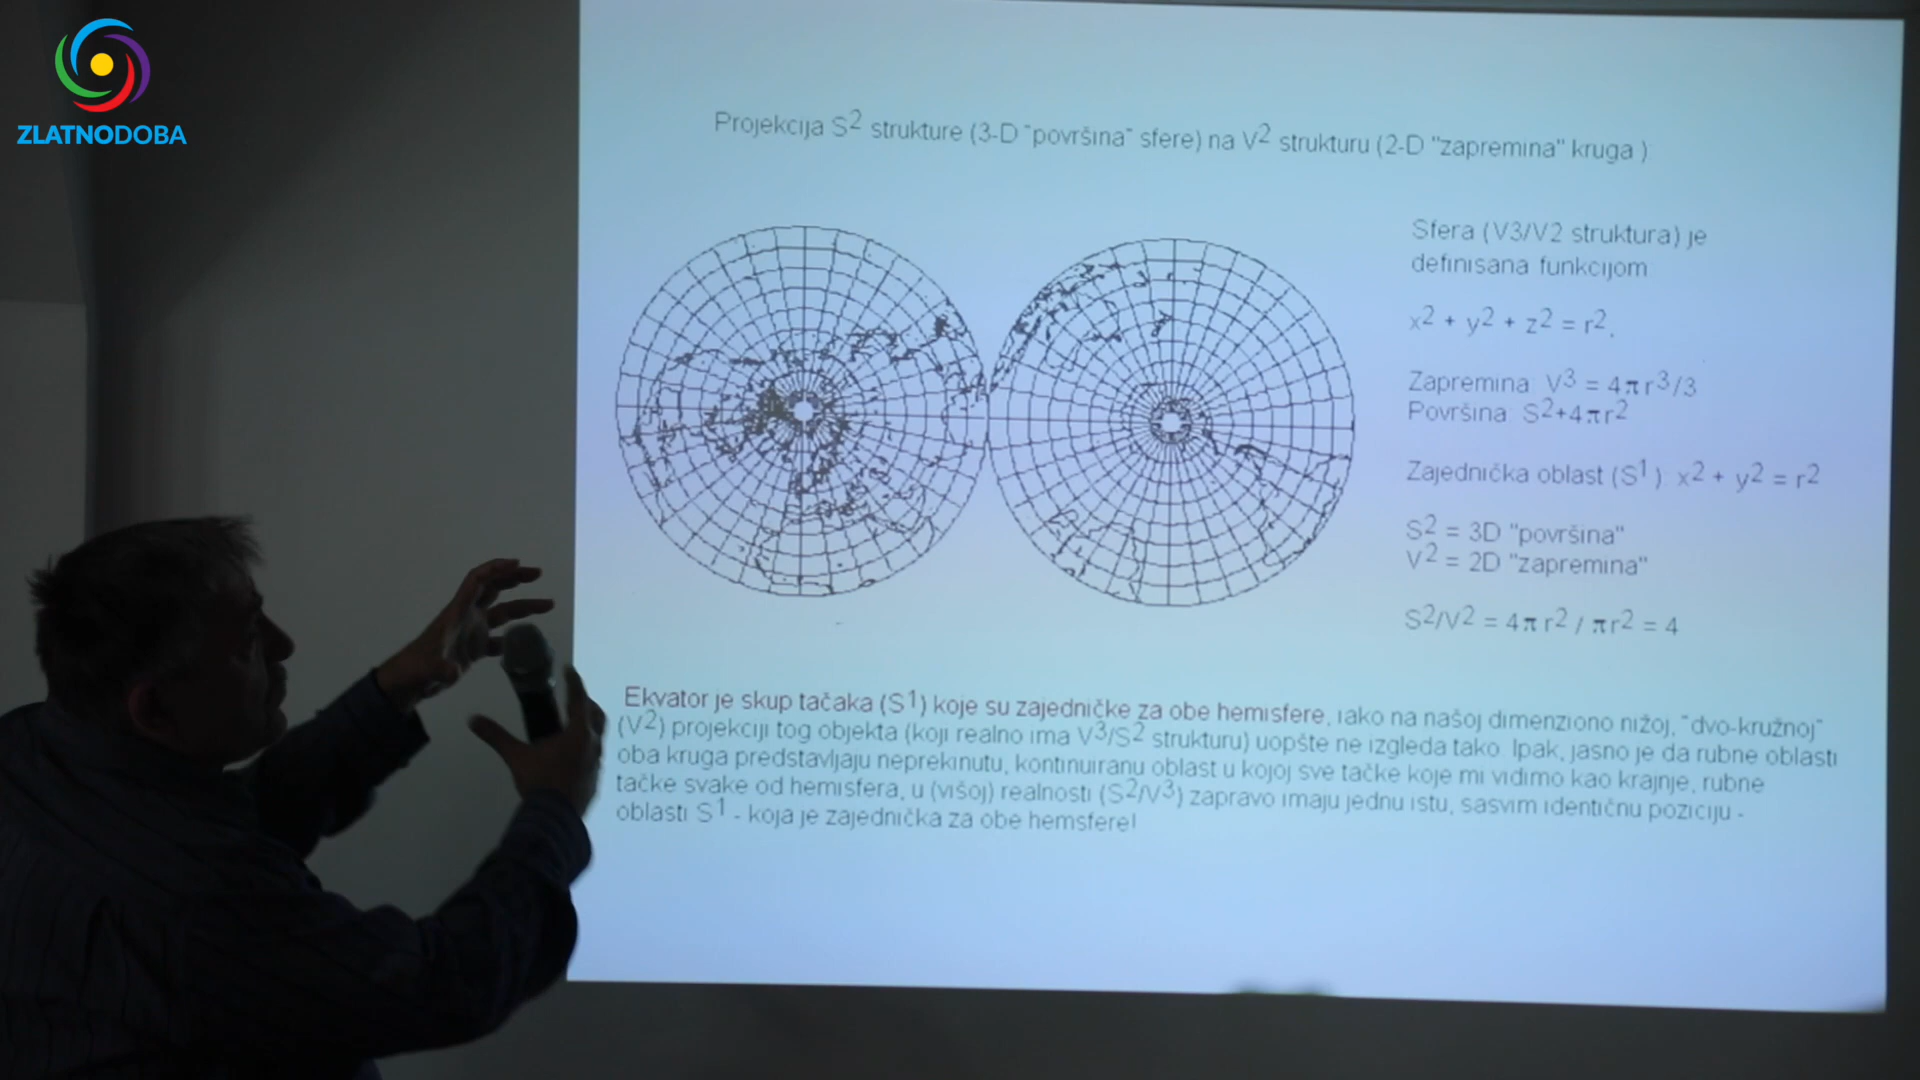 ZLATNODOBA
Projekcija S² strukture (3-D "površina" sfere) na V² strukturu (2-D "zapremina" kruga )
Sfera (V3/V2 struktura) je
definisana funkcijom
x² + y² + z² = r².
Zapremina V³ = 4πr³/3
Površina S²+4πr²
Zajednička oblast (S¹) x² + y² = r²
S² = 3D "površina"
V² = 2D "zapremina"
S²/V² = 4πr² / πr² = 4
Ekvator je skup tačaka (S¹) koje su zajedničke za obe hemisfere, iako na našoj dimenziono nižoj, "dvo-kružnoj"
(V²) projekciji tog objekta (koji realno ima V³/S² strukturu) uopšte ne izgleda tako. Ipak, jasno je da rubne oblasti
oba kruga predstavljaju neprekinutu, kontinuiranu oblast u kojoj sve tačke koje mi vidimo kao krajnje, rubne
tačke svake od hemisfera, u (višoj) realnosti (S²/V³) zapravo imaju jednu istu, sasvim identičnu poziciju -
oblasti S¹ - koja je zajednička za obe hemsfere!